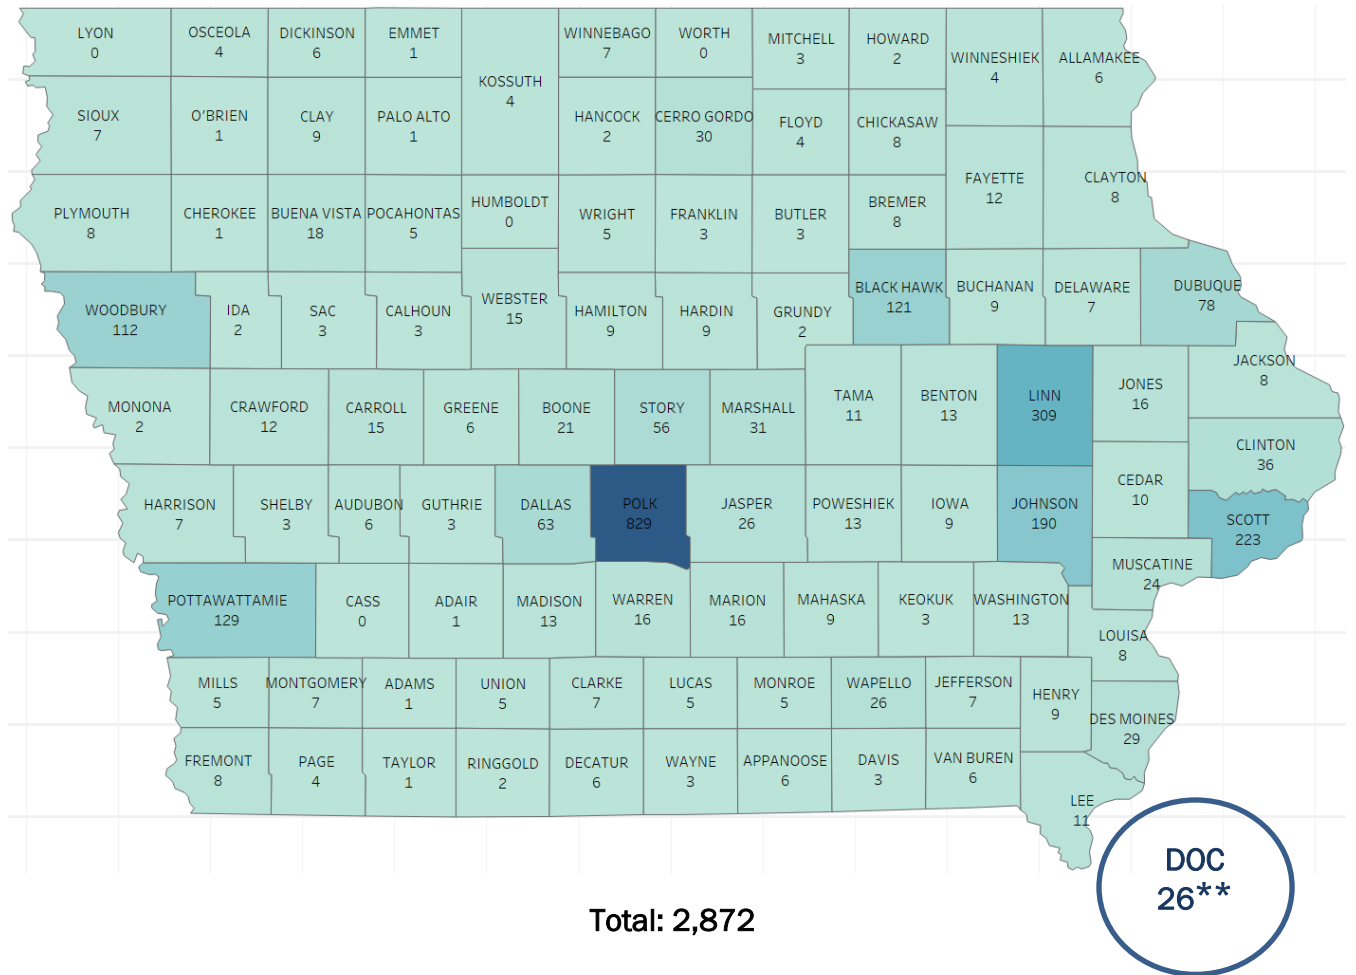 LYON
0
OSCEOLA
4
DICKINSON
6
EMMET
1
KOSSUTH
4
WINNEBAGO
7
WORTH
0
MITCHELL
3
HOWARD
2
WINNESHIEK
4
ALLAMAKEE
6
SIOUX
7
O'BRIEN
1
CLAY
9
PALO ALTO
1
HANCOCK
2
CERRO GORDO
30
FLOYD
4
CHICKASAW
8
FAYETTE
12
CLAYTON
8
PLYMOUTH
8
CHEROKEE
1
BUENA VISTA
18
POCAHONTAS
5
HUMBOLDT
0
WRIGHT
5
FRANKLIN
3
BUTLER
3
BREMER
8
WOODBURY
112
IDA
2
SAC
3
CALHOUN
3
WEBSTER
15
HAMILTON
9
HARDIN
9
GRUNDY
2
BLACK HAWK
121
BUCHANAN
9
DELAWARE
7
DUBUQUE
78
JACKSON
8
MONONA
2
CRAWFORD
12
CARROLL
15
GREENE
6
BOONE
21
STORY
56
MARSHALL
31
TAMA
11
BENTON
13
LINN
309
JONES
16
CLINTON
36
HARRISON
7
SHELBY
3
AUDUBON
6
GUTHRIE
3
DALLAS
63
POLK
829
JASPER
26
POWESHIEK
13
IOWA
9
JOHNSON
190
CEDAR
10
SCOTT
223
MUSCATINE
24
POTTAWATTAMIE
129
CASS
0
ADAIR
1
MADISON
13
WARREN
16
MARION
16
MAHASKA
9
KEOKUK
3
WASHINGTON
13
LOUISA
8
MILLS
5
MONTGOMERY
7
ADAMS
1
UNION
5
CLARKE
7
LUCAS
5
MONROE
5
WAPELLO
26
JEFFERSON
7
HENRY
9
DES MOINES
29
FREMONT
8
PAGE
4
TAYLOR
1
RINGGOLD
2
DECATUR
6
WAYNE
3
APPANOOSE
6
DAVIS
3
VAN BUREN
6
LEE
11
DOC
26**
Total: 2,872